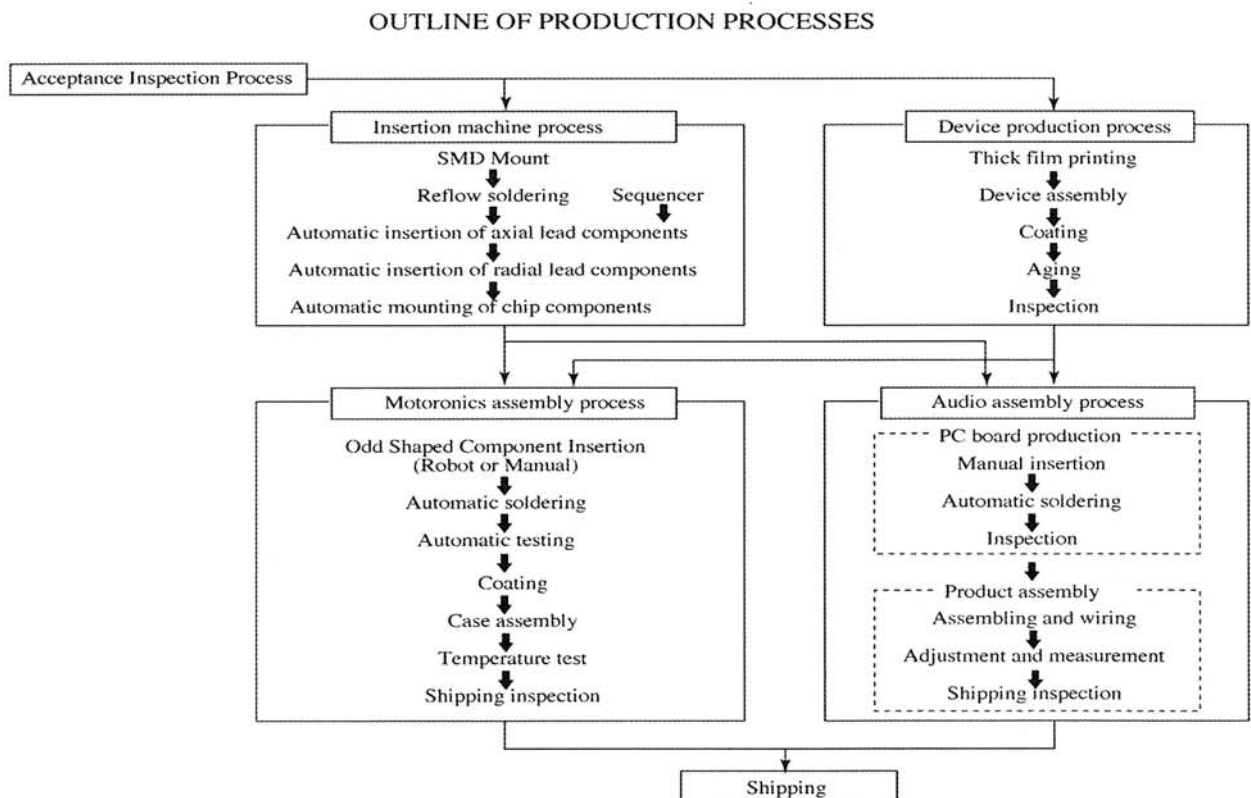 OUTLINE OF PRODUCTION PROCESSES
Acceptance Inspection Process
Insertion machine process
SMD Mount
Reflow soldering
Sequencer
Automatic insertion of axial lead components
Automatic insertion of radial lead components
Automatic mounting of chip components
Device production process
Thick film printing
Device assembly
Coating
Aging
Inspection
Motoronics assembly process
Odd Shaped Component Insertion
(Robot or Manual)
Automatic soldering
Automatic testing
Coating
Case assembly
Temperature test
Shipping inspection
Audio assembly process
PC board production
Manual insertion
Automatic soldering
Inspection
Product assembly
Assembling and wiring
Adjustment and measurement
Shipping inspection
Shipping